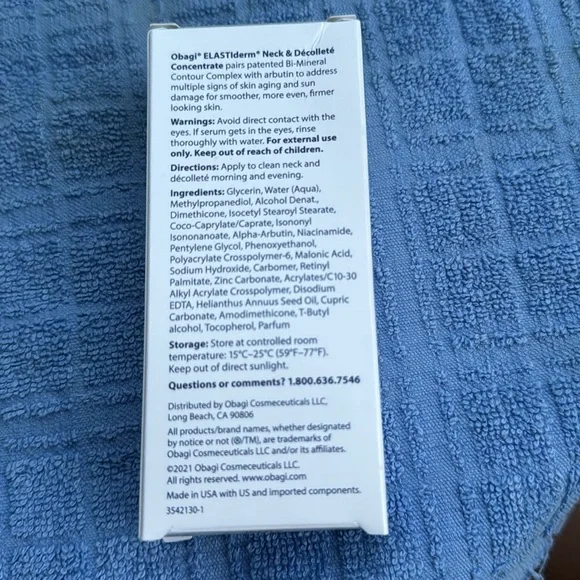 Obagi® ELASTIderm® Neck & Décolleté
Concentrate pairs patented Bi-Mineral
Contour Complex with arbutin to address
multiple signs of skin aging and sun
damage for smoother, more even, firmer
looking skin.
Warnings: Avoid direct contact with the
eyes. If serum gets in the eyes, rinse
thoroughly with water. For external use
only. Keep out of reach of children.
Directions: Apply to clean neck and
décolleté morning and evening.
Ingredients: Glycerin, Water (Aqua),
Methylpropanediol, Alcohol Denat.,
Dimethicone, Isocetyl Stearoyl Stearate,
Coco-Caprylate/Caprate, Isononyl
Isononanoate, Alpha-Arbutin, Niacinamide,
Pentylene Glycol, Phenoxyethanol,
Polyacrylate Crosspolymer-6, Malonic Acid,
Sodium Hydroxide, Carbomer, Retinyl
Palmitate, Zinc Carbonate, Acrylates/C10-30
Alkyl Acrylate Crosspolymer, Disodium
EDTA, Helianthus Annuus Seed Oil, Cupric
Carbonate, Amodimethicone, T-Butyl
alcohol, Tocopherol, Parfum
Storage: Store at controlled room
temperature: 15°C–25°C (59°F–77°F).
Keep out of direct sunlight.
Questions or comments? 1.800.636.7546
Distributed by Obagi Cosmeceuticals LLC,
Long Beach, CA 90806
All products/brand names, whether designated
by notice or not (®/TM), are trademarks of
Obagi Cosmeceuticals LLC and/or its affiliates.
©2021 Obagi Cosmeceuticals LLC.
All rights reserved. www.obagi.com
Made in USA with US and imported components.
3542130-1